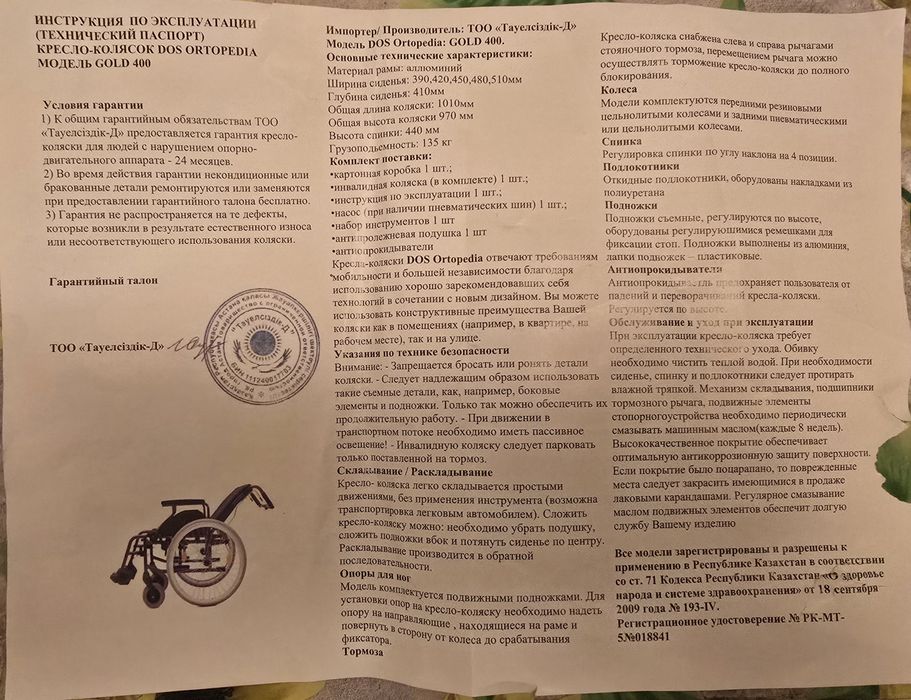 ИНСТРУКЦИЯ ПО ЭКСПЛУАТАЦИИ
(ТЕХНИЧЕСКИЙ ПАСПОРТ)
КРЕСЛО-КОЛЯСОК DOS ORTOPEDIA
МОДЕЛЬ GOLD 400
Условия гарантии
1) К общим гарантийным обязательствам ТОО
«Тауелсіздік-Д» предоставляется гарантия кресло-
коляски для людей с нарушением опорно-
двигательного аппарата - 24 месяцев.
2) Во время действия гарантии некондиционные или
бракованные детали ремонтируются или заменяются
при предоставлении гарантийного талона бесплатно.
3) Гарантия не распространяется на те дефекты,
которые возникли в результате естественного износа
или несоответствующего использования коляски.
Гарантийный талон
ТОО «Тауелсіздік-Д»
"Тауелсіздік-Д"
Импортер/ Производитель: ТОО «Тауелсіздік-Д»
Модель DOS Ortopedia: GOLD 400.
Основные технические характеристики:
Материал рамы: аллюминий
Ширина сиденья: 390,420,450,480,510мм
Глубина сиденья: 410мм
Общая длина коляски: 1010мм
Общая высота коляски 970 мм
Высота спинки: 440 мм
Грузоподьемность: 135 кг
Комплект поставки:
•картонная коробка 1 шт.;
•инвалидная коляска (в комплекте) 1 шт.;
•инструкция по эксплуатации 1 шт.;
•насос (при наличии пневматических шин) 1 шт.;
•набор инструментов 1 шт
•антипролежневая подушка 1 шт
•антиопрокидыватели
Кресла-коляски DOS Ortopedia отвечают требованиям
мобильности и большей независимости благодаря
использованию хорошо зарекомендовавших себя
технологий в сочетании с новым дизайном. Вы можете
использовать конструктивные преимущества Вашей
коляски как в помещениях (например, в квартире, на
рабочем месте), так и на улице.
Указания по технике безопасности
Внимание: - Запрещается бросать или ронять детали
коляски. - Следует надлежащим образом использовать
такие съемные детали, как, например, боковые
элементы и подножки. Только так можно обеспечить их
продолжительную работу. - При движении в
транспортном потоке необходимо иметь пассивное
освещение! - Инвалидную коляску следует парковать
только поставленной на тормоз.
Складывание / Раскладывание
Кресло- коляска легко складывается простыми
движениями, без применения инструмента (возможна
транспортировка легковым автомобилем). Сложить
кресло-коляску можно: необходимо убрать подушку,
сложить подножки вбок и потянуть сиденье по центру.
Раскладывание производится в обратной
последовательности.
Опоры для ног
Модель комплектуется подвижными подножками. Для
установки опор на кресло-коляску необходимо надеть
опору на направляющие , находящиеся на раме и
повернуть в сторону от колеса до срабатывания
фиксатора.
Тормоза
Кресло-коляска снабжена слева и справа рычагами
стояночного тормоза, перемещением рычага можно
осуществлять торможение кресло-коляски до полного
блокирования.
Колеса
Модели комплектуются передними резиновыми
цельнолитыми колесами и задними пневматическими
или цельнолитыми колесами.
Спинка
Регулировка спинки по углу наклона на 4 позиции.
Подлокотники
Откидные подлокотники, оборудованы накладками из
полиуретана
Подножки
Подножки съемные, регулируются по высоте,
оборудованы регулируюшимися ремешками для
фиксации стоп. Подножки выполнены из алюминия,
лапки подножек – пластиковые.
Антиопрокидыватели
Антиопрокидыватель предохраняет пользователя от
падений и переворачиваний кресла-коляски.
Регулируется по высоте.
Обслуживание и уход при эксплуатации
При эксплуатации кресло-коляска требует
определенного технического ухода. Обивку
необходимо чистить теплой водой. При необходимости
сиденье, спинку и подлокотники следует протирать
влажной тряпкой. Механизм складывания, подшипники
тормозного рычага, подвижные элементы
стопорногоустройства необходимо периодически
смазывать машинным маслом(каждые 8 недель).
Высококачественное покрытие обеспечивает
оптимальную антикоррозионную защиту поверхности.
Если покрытие было поцарапано, то поврежденные
места следует закрасить имеющимися в продаже
лаковыми карандашами. Регулярное смазывание
маслом подвижных элементов обеспечит долгую
службу Вашему изделию
Все модели зарегистрированы и разрешены к
применению в Республике Казахстан в соответствии
со ст. 71 Кодекса Республики Казахстан «О здоровье
народа и системе здравоохранения» от 18 сентября
2009 года № 193-IV.
Регистрационное удостоверение № РК-МТ-
5№018841